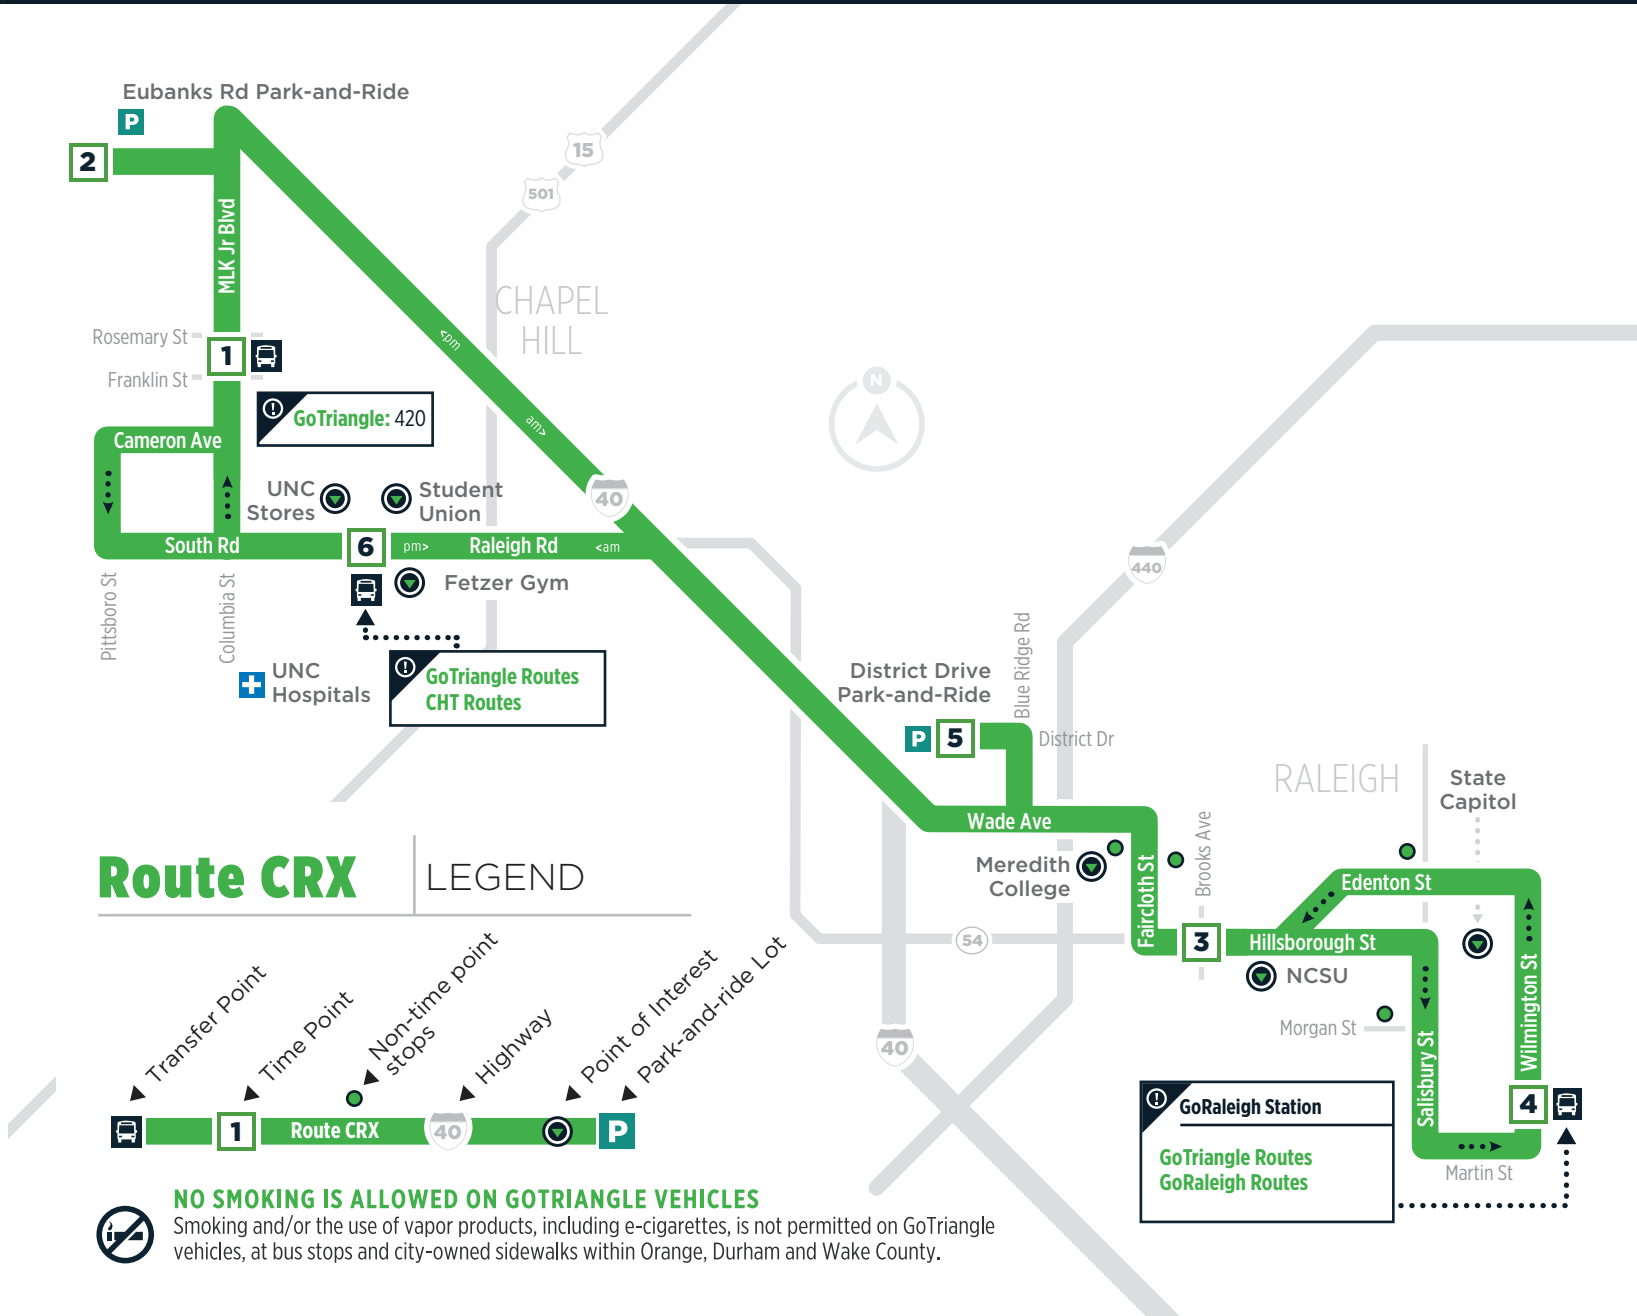 Eubanks Rd Park-and-Ride
P
2
15
501
MLK Jr Blvd
CHAPEL
HILL
<pm
am>
Rosemary St
1
Franklin St
GoTriangle: 420
N
Cameron Ave
40
UNC
Stores
Student
Union
South Rd
6
pm>
Raleigh Rd
<am
Fetzer Gym
Pittsboro St
Columbia St
440
UNC
Hospitals
GoTriangle Routes
CHT Routes
District Drive
Park-and-Ride
Blue Ridge Rd
P
5
District Dr
RALEIGH
State
Capitol
Wade Ave
Meredith
College
Faircloth St
Brooks Ave
Edenton St
54
3
Hillsborough St
NCSU
Morgan St
Salisbury St
Wilmington St
40
4
Martin St
GoRaleigh Station
GoTriangle Routes
GoRaleigh Routes
Route CRX
LEGEND
Transfer Point
Time Point
Non-time point
stops
Highway
Point of Interest
Park-and-ride Lot
1
Route CRX
40
P
NO SMOKING IS ALLOWED ON GOTRIANGLE VEHICLES
Smoking and/or the use of vapor products, including e-cigarettes, is not permitted on GoTriangle
vehicles, at bus stops and city-owned sidewalks within Orange, Durham and Wake County.